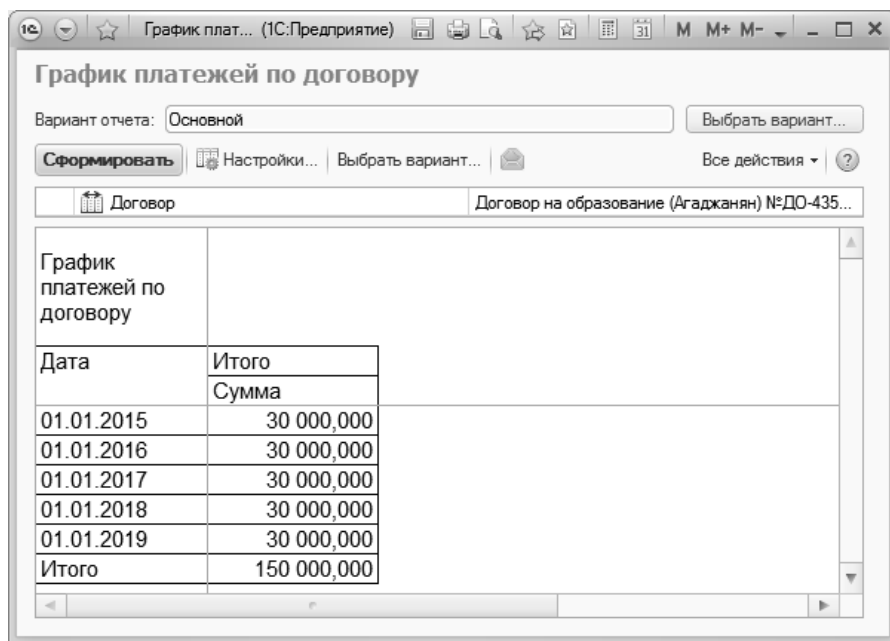 1С График плат... (1С:Предприятие) 31 M M+ M-
График платежей по договору
Вариант отчета: Основной Выбрать вариант...
Сформировать Настройки... Выбрать вариант... Все действия ?
Договор Договор на образование (Агаджанян) №ДО-435...
График
платежей по
договору
Дата Итого
Сумма
01.01.2015 30 000,000
01.01.2016 30 000,000
01.01.2017 30 000,000
01.01.2018 30 000,000
01.01.2019 30 000,000
Итого 150 000,000